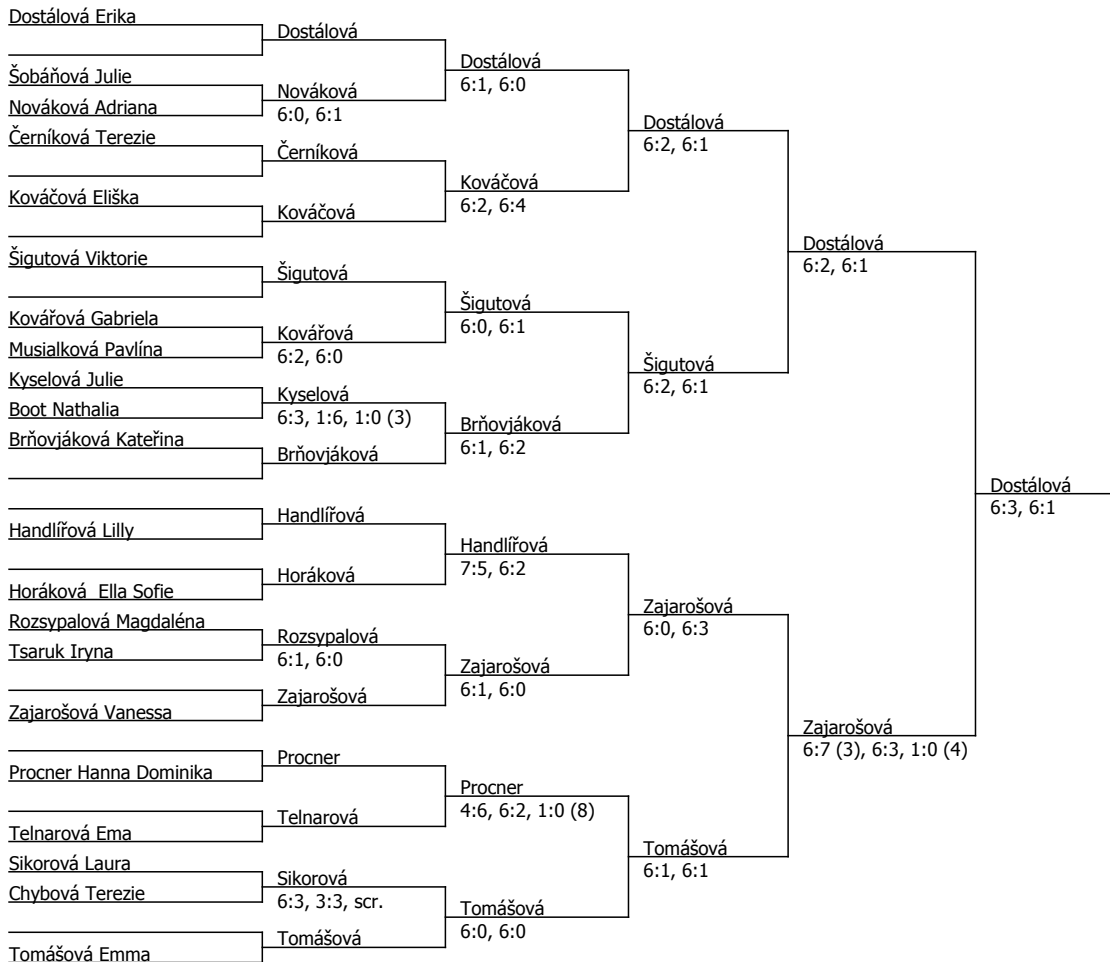 Dostálová Erika
Šobáňová Julie
Nováková Adriana
Černíková Terezie
Kováčová Eliška
Šigutová Viktorie
Kovářová Gabriela
Musialková Pavlína
Kyselová Julie
Boot Nathalia
Brňovjáková Kateřina
Handlířová Lilly
Horáková  Ella Sofie
Rozsypalová Magdaléna
Tsaruk Iryna
Zajarošová Vanessa
Procner Hanna Dominika
Telnarová Ema
Sikorová Laura
Chybová Terezie
Tomášová Emma
Dostálová
Nováková
6:0, 6:1
Černíková
Kováčová
Šigutová
Kovářová
6:2, 6:0
Kyselová
6:3, 1:6, 1:0 (3)
Brňovjáková
Handlířová
Horáková
Rozsypalová
6:1, 6:0
Zajarošová
Procner
Telnarová
Sikorová
6:3, 3:3, scr.
Tomášová
Dostálová
6:1, 6:0
Kováčová
6:2, 6:4
Šigutová
6:0, 6:1
Brňovjáková
6:1, 6:2
Handlířová
7:5, 6:2
Zajarošová
6:1, 6:0
Procner
4:6, 6:2, 1:0 (8)
Tomášová
6:0, 6:0
Dostálová
6:2, 6:1
Šigutová
6:2, 6:1
Zajarošová
6:0, 6:3
Tomášová
6:1, 6:1
Dostálová
6:2, 6:1
Zajarošová
6:7 (3), 6:3, 1:0 (4)
Dostálová
6:3, 6:1